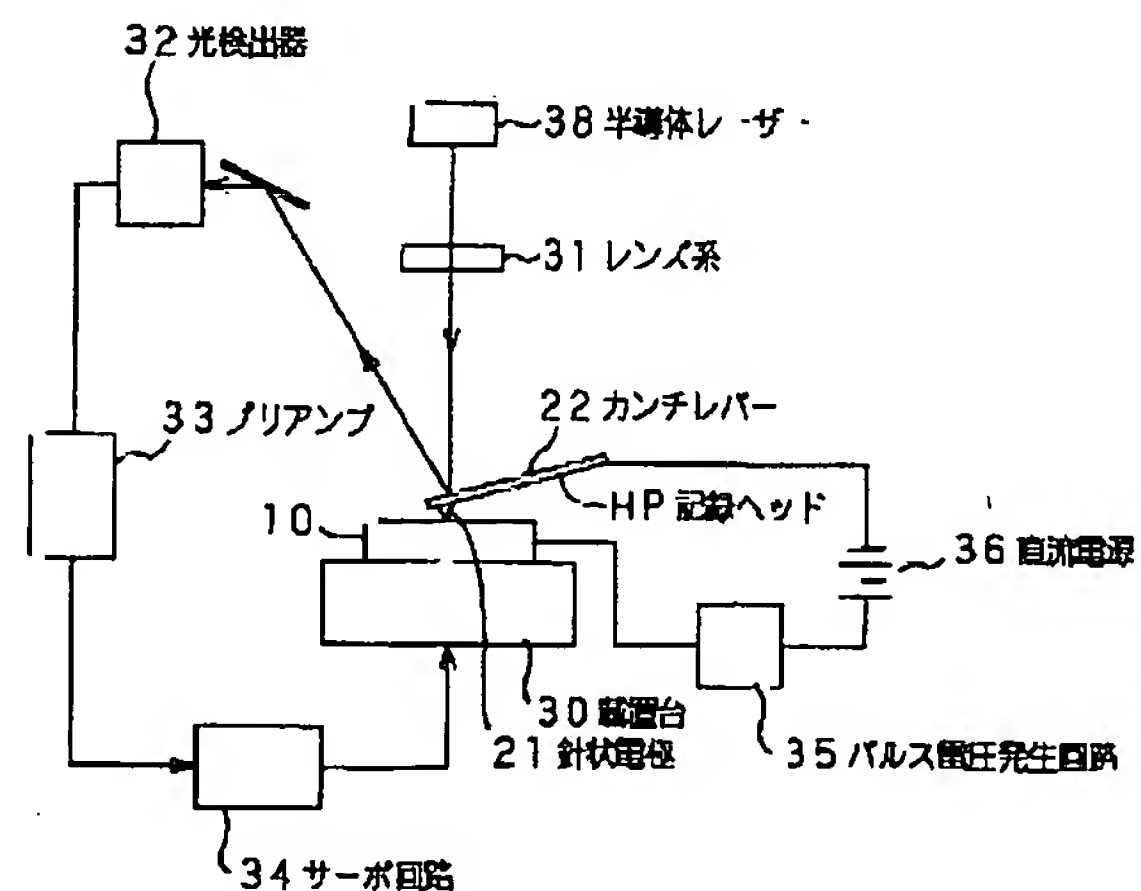 32 光検出器
38 半導体レーザー
31 レンズ系
22 カンチレバー
33 プリアンプ
HP 記録ヘッド
10
36 直流電源
30 載置台
21 針状電極
35 パルス電圧発生回路
34 サーボ回路